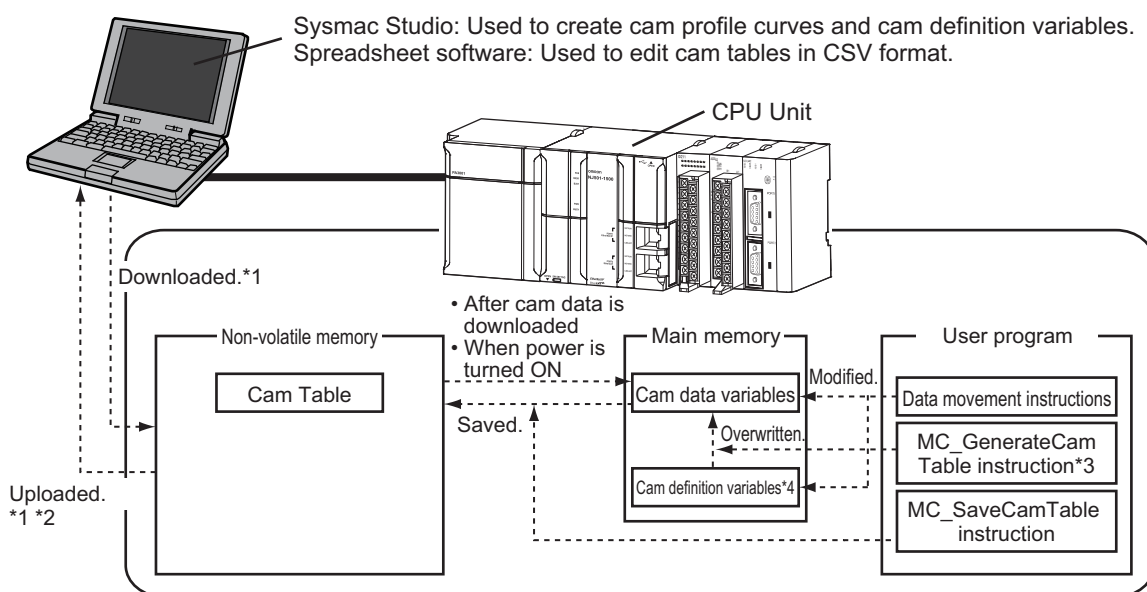 Sysmac Studio: Used to create cam profile curves and cam definition variables.
Spreadsheet software: Used to edit cam tables in CSV format.
CPU Unit
NJ501-1500
Downloaded.*1
• After cam data is
downloaded
• When power is
turned ON
Non-volatile memory
Cam Table
Saved.
Uploaded.
*1 *2
Main memory
Cam data variables
Modified.
Overwritten.
Cam definition variables*4
User program
Data movement instructions
MC_GenerateCam
Table instruction*3
MC_SaveCamTable
instruction